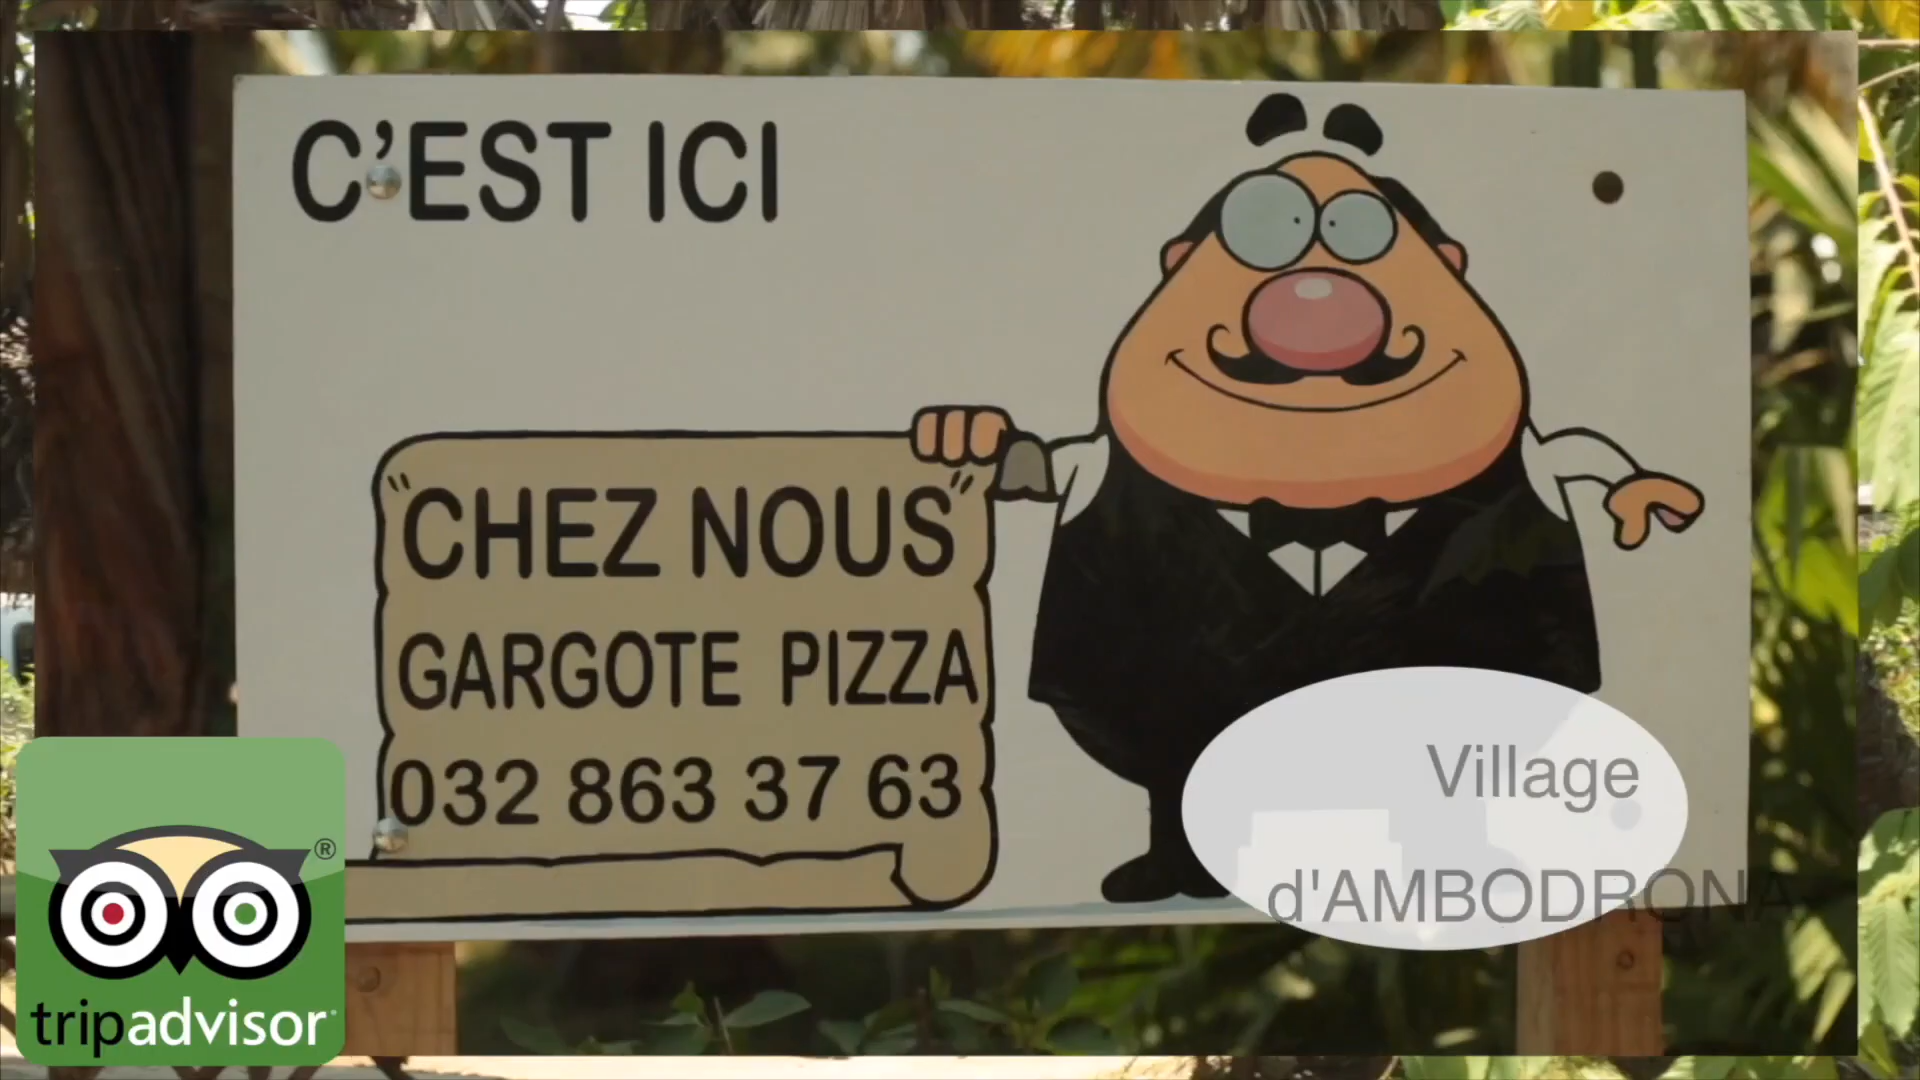 C'EST ICI
"CHEZ NOUS"
GARGOTE PIZZA
032 863 37 63
Village
d'AMBODRONA
tripadvisor®